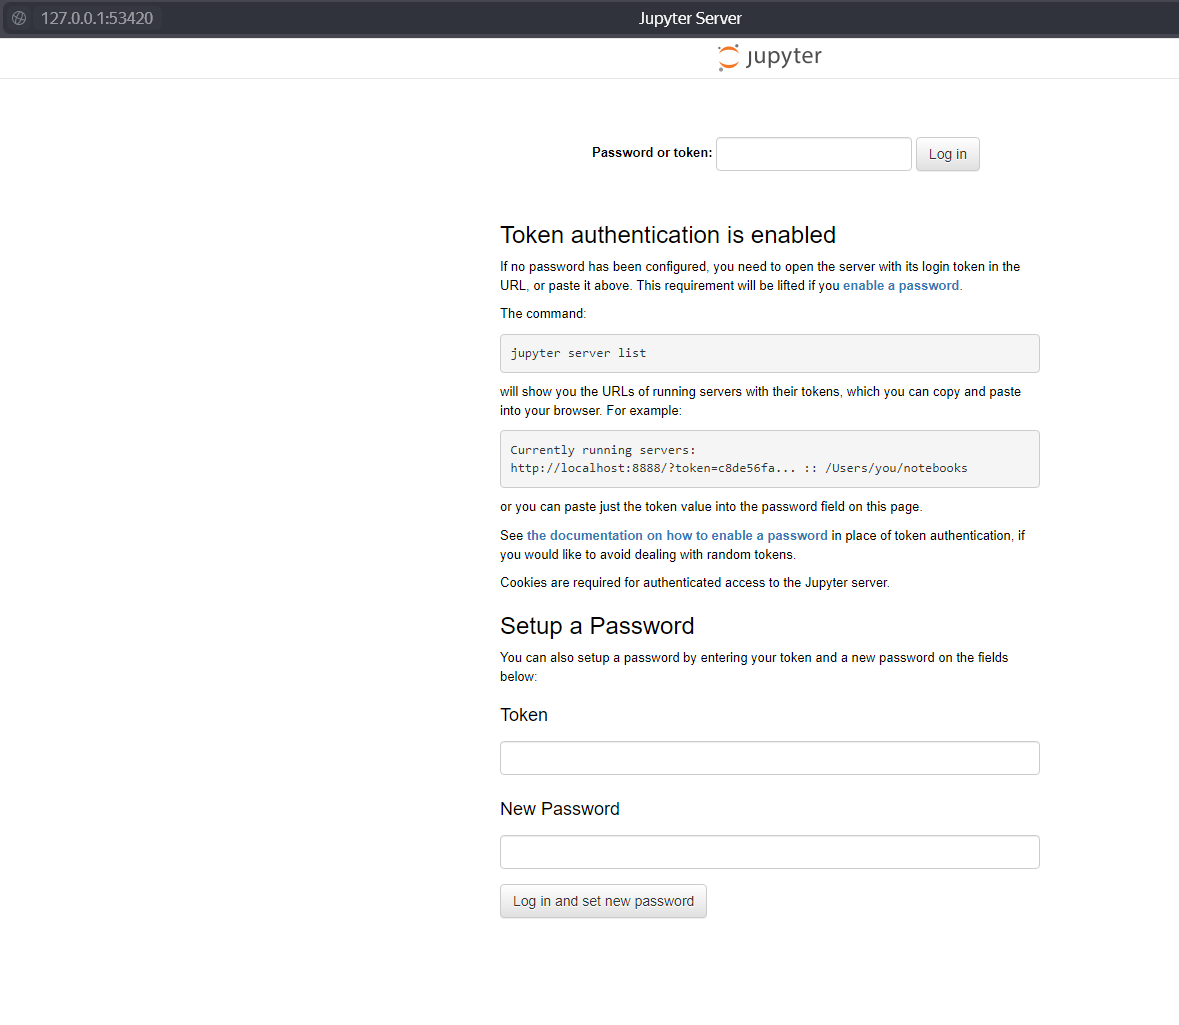 127.0.0.1:53420 Jupyter Server
jupyter
Password or token: Log in
Token authentication is enabled
If no password has been configured, you need to open the server with its login token in the
URL, or paste it above. This requirement will be lifted if you enable a password.
The command:
jupyter server list
will show you the URLs of running servers with their tokens, which you can copy and paste
into your browser. For example:
Currently running servers:
http://localhost:8888/?token=c8de56fa... :: /Users/you/notebooks
or you can paste just the token value into the password field on this page.
See the documentation on how to enable a password in place of token authentication, if
you would like to avoid dealing with random tokens.
Cookies are required for authenticated access to the Jupyter server.
Setup a Password
You can also setup a password by entering your token and a new password on the fields
below:
Token
New Password
Log in and set new password